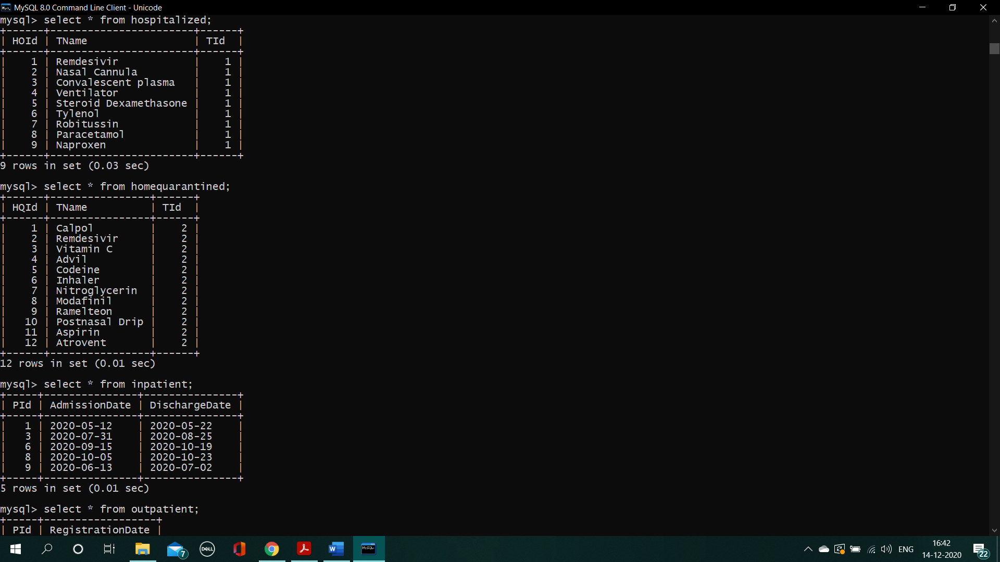 MySQL 8.0 Command Line Client - Unicode
mysql> select * from hospitalized;
+------+-----------------------+------+
| HOId | TName                 | TId  |
+------+-----------------------+------+
|    1 | Remdesivir            |    1 |
|    2 | Nasal Cannula         |    1 |
|    3 | Convalescent plasma   |    1 |
|    4 | Ventilator            |    1 |
|    5 | Steroid Dexamethasone |    1 |
|    6 | Tylenol               |    1 |
|    7 | Robitussin            |    1 |
|    8 | Paracetamol           |    1 |
|    9 | Naproxen              |    1 |
+------+-----------------------+------+
9 rows in set (0.03 sec)
mysql> select * from homequarantined;
+------+----------------+------+
| HQId | TName          | TId  |
+------+----------------+------+
|    1 | Calpol         |    2 |
|    2 | Remdesivir     |    2 |
|    3 | Vitamin C      |    2 |
|    4 | Advil          |    2 |
|    5 | Codeine        |    2 |
|    6 | Inhaler        |    2 |
|    7 | Nitroglycerin  |    2 |
|    8 | Modafinil      |    2 |
|    9 | Ramelteon      |    2 |
|   10 | Postnasal Drip |    2 |
|   11 | Aspirin        |    2 |
|   12 | Atrovent       |    2 |
+------+----------------+------+
12 rows in set (0.01 sec)
mysql> select * from inpatient;
+-----+---------------+---------------+
| PId | AdmissionDate | DischargeDate |
+-----+---------------+---------------+
|   1 | 2020-05-12    | 2020-05-22    |
|   3 | 2020-07-31    | 2020-08-25    |
|   6 | 2020-09-15    | 2020-10-19    |
|   8 | 2020-10-05    | 2020-10-23    |
|   9 | 2020-06-13    | 2020-07-02    |
+-----+---------------+---------------+
5 rows in set (0.01 sec)
mysql> select * from outpatient;
+-----+------------------+
| PId | RegistrationDate |
7
DELL
W
MySQL
ENG
16:42
14-12-2020
22